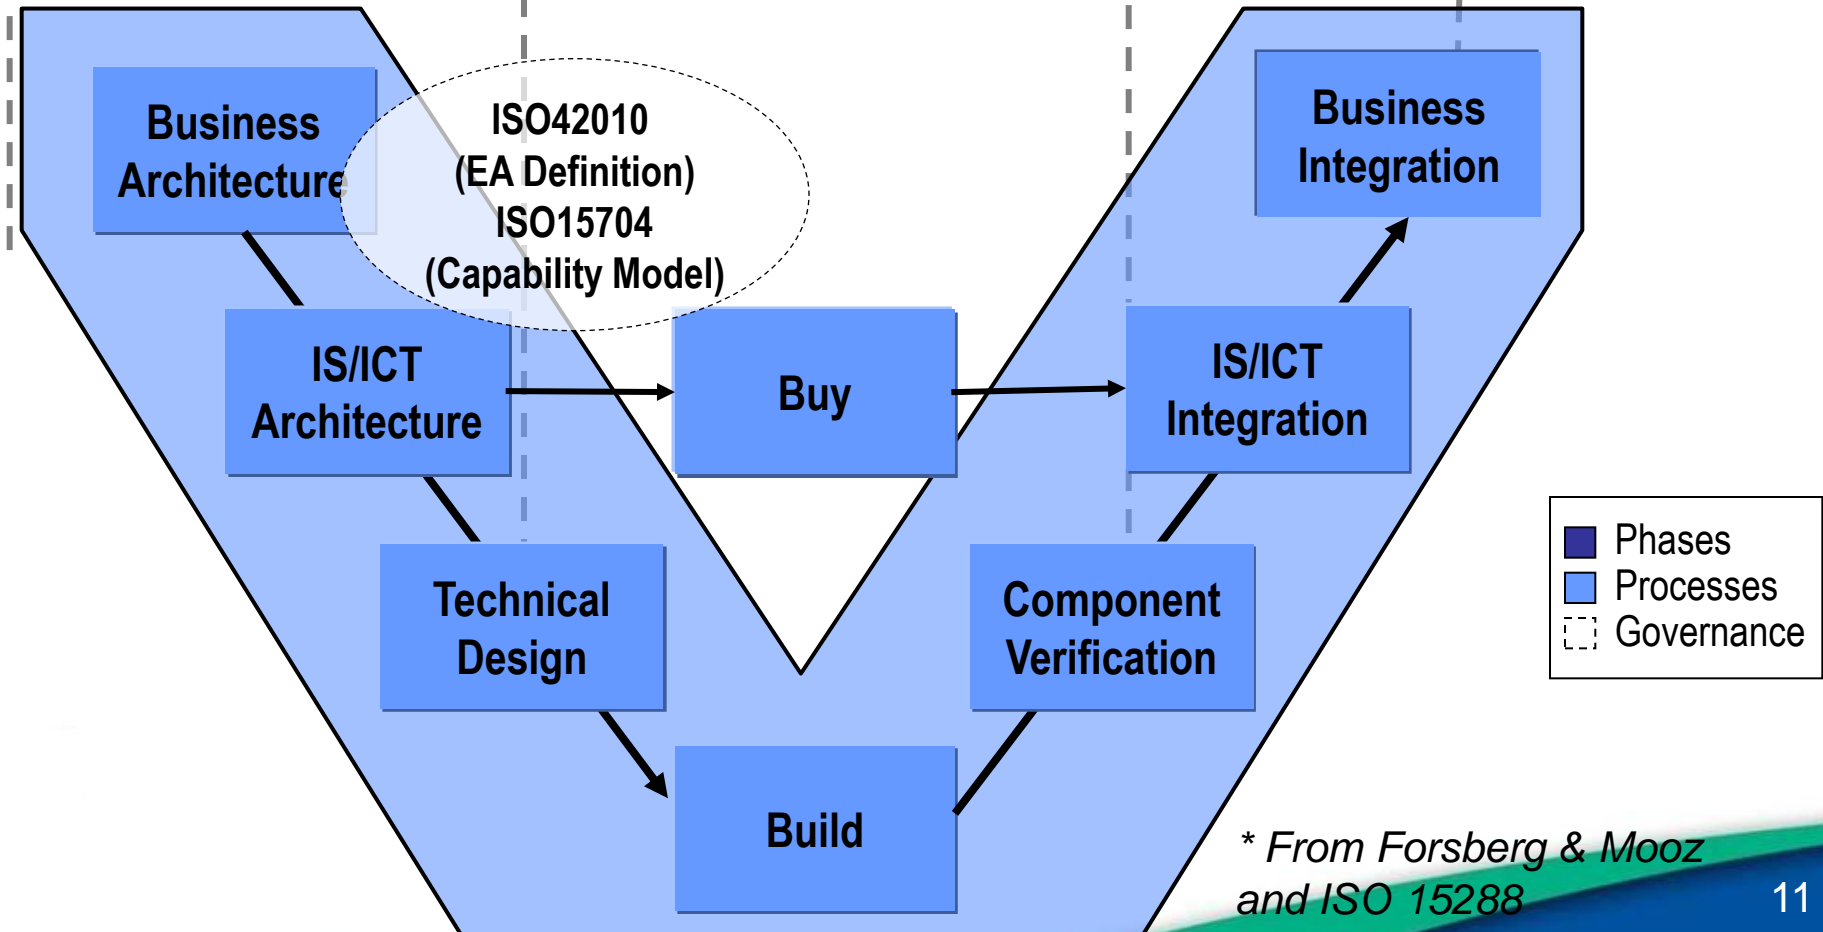 Business
Architecture
ISO42010
(EA Definition)
ISO15704
(Capability Model)
Business
Integration
IS/ICT
Architecture
Buy
IS/ICT
Integration
Technical
Design
Component
Verification
Build
Phases
Processes
Governance
* From Forsberg & Mooz
and ISO 15288
11